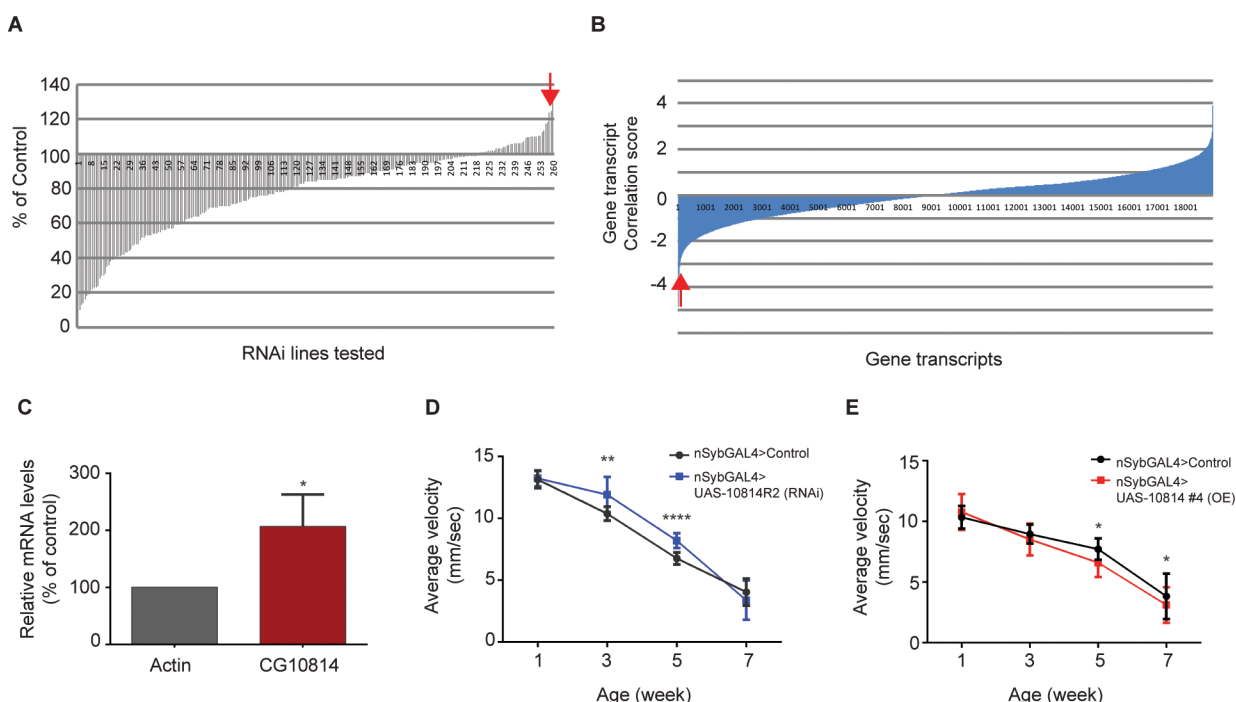 A
% of Control
140
120
100
80
60
40
20
0
1 8 15 22 29 36 43 50 57 64 71 78 85 92 99 106 113 120 127 134 141 148 155 162 169 176 183 190 197 204 211 218 225 232 239 246 253 260
RNAi lines tested
B
Gene transcript
Correlation score
4
2
0
-2
-4
1 1001 2001 3001 4001 5001 6001 7001 8001 9001 10001 11001 12001 13001 14001 15001 16001 17001 18001
Gene transcripts
C
Relative mRNA levels
(% of control)
300
200
100
0
*
Actin CG10814
D
Average velocity
(mm/sec)
15
10
5
0
** ****
nSybGAL4>Control
nSybGAL4>
UAS-10814R2 (RNAi)
1 3 5 7
Age (week)
E
Average velocity
(mm/sec)
15
10
5
0
* *
nSybGAL4>Control
nSybGAL4>
UAS-10814 #4 (OE)
1 3 5 7
Age (week)